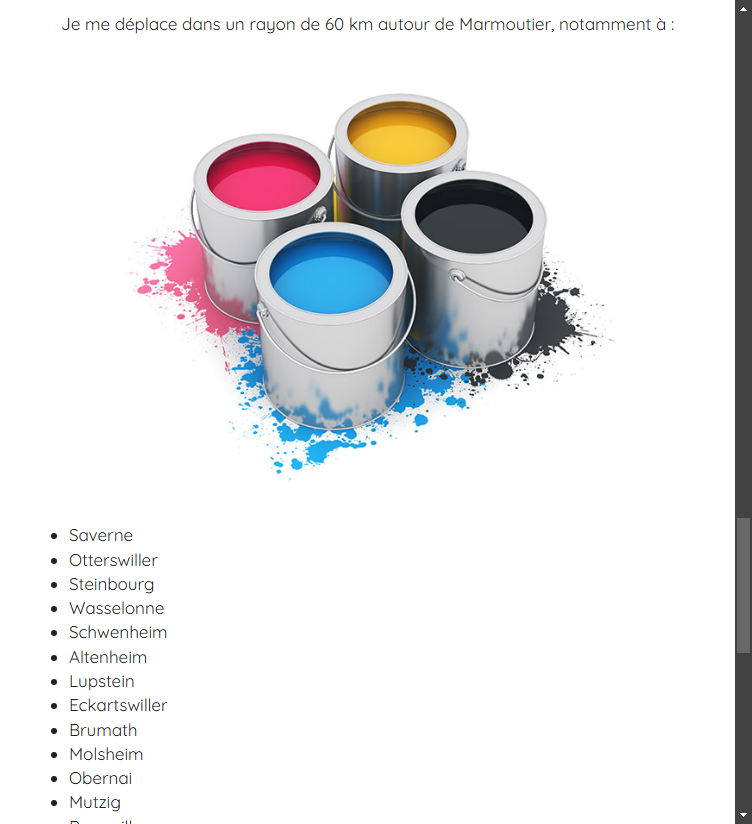 Je me déplace dans un rayon de 60 km autour de Marmoutier, notamment à :
Saverne
Otterswiller
Steinbourg
Wasselonne
Schwenheim
Altenheim
Lupstein
Eckartswiller
Brumath
Molsheim
Obernai
Mutzig